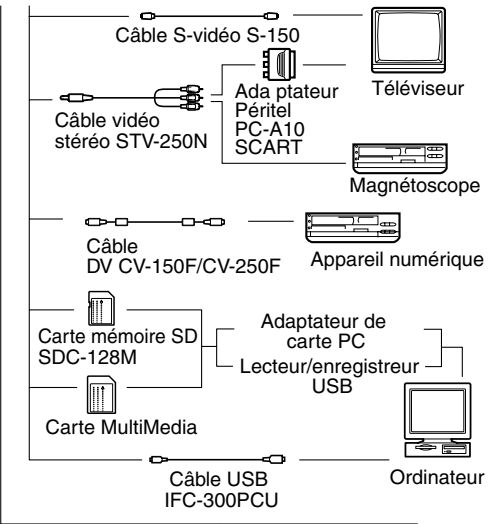 Câble S-vidéo S-150
Téléviseur
Ada ptateur
Péritel
PC-A10
SCART
Câble vidéo
stéréo STV-250N
Magnétoscope
Câble
DV CV-150F/CV-250F
Appareil numérique
Carte mémoire SD
SDC-128M
Adaptateur de
carte PC
Lecteur/enregistreur
USB
Carte MultiMedia
Ordinateur
Câble USB
IFC-300PCU